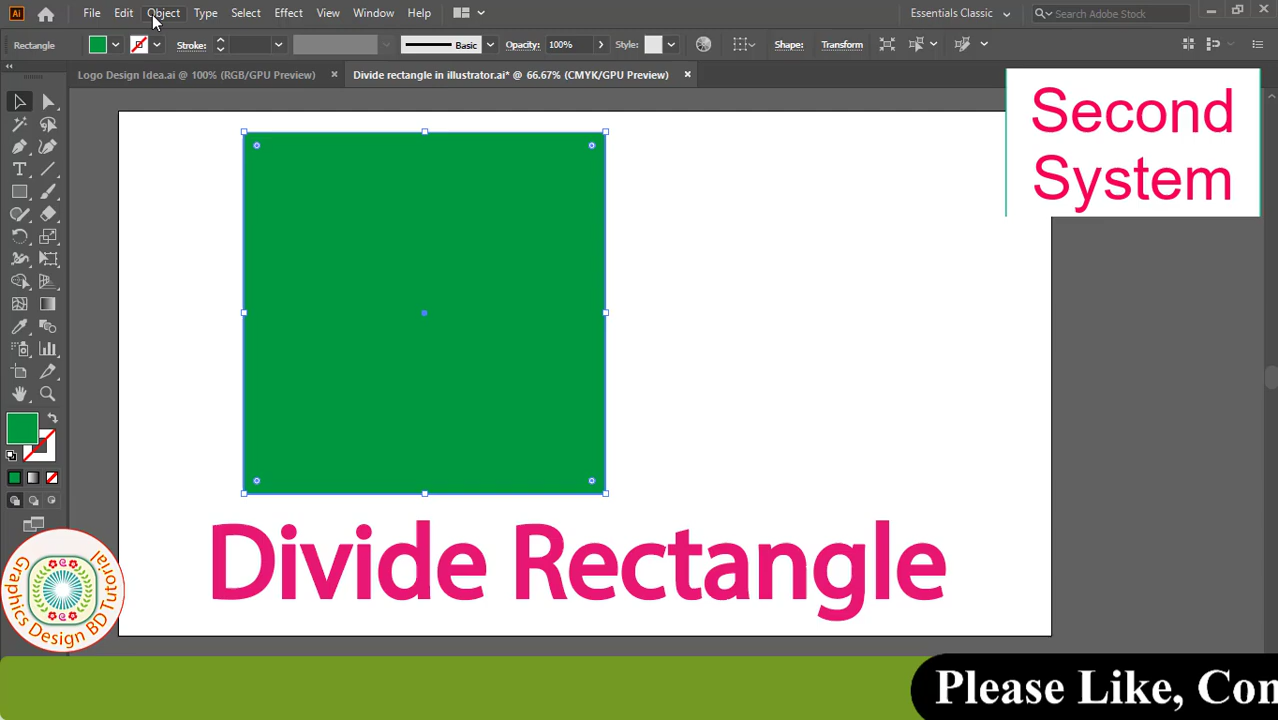 Ai File Edit Object Type Select Effect View Window Help Essentials Classic Search Adobe Stock
Rectangle Stroke: Basic Opacity: 100% Style: Shape: Transform
Logo Design Idea.ai @ 100% (RGB/GPU Preview) × Divide rectangle in illustrator.ai* @ 66.67% (CMYK/GPU Preview) ×
Second
System
Divide Rectangle
Graphics Design BD Tutorial
Please Like, Con